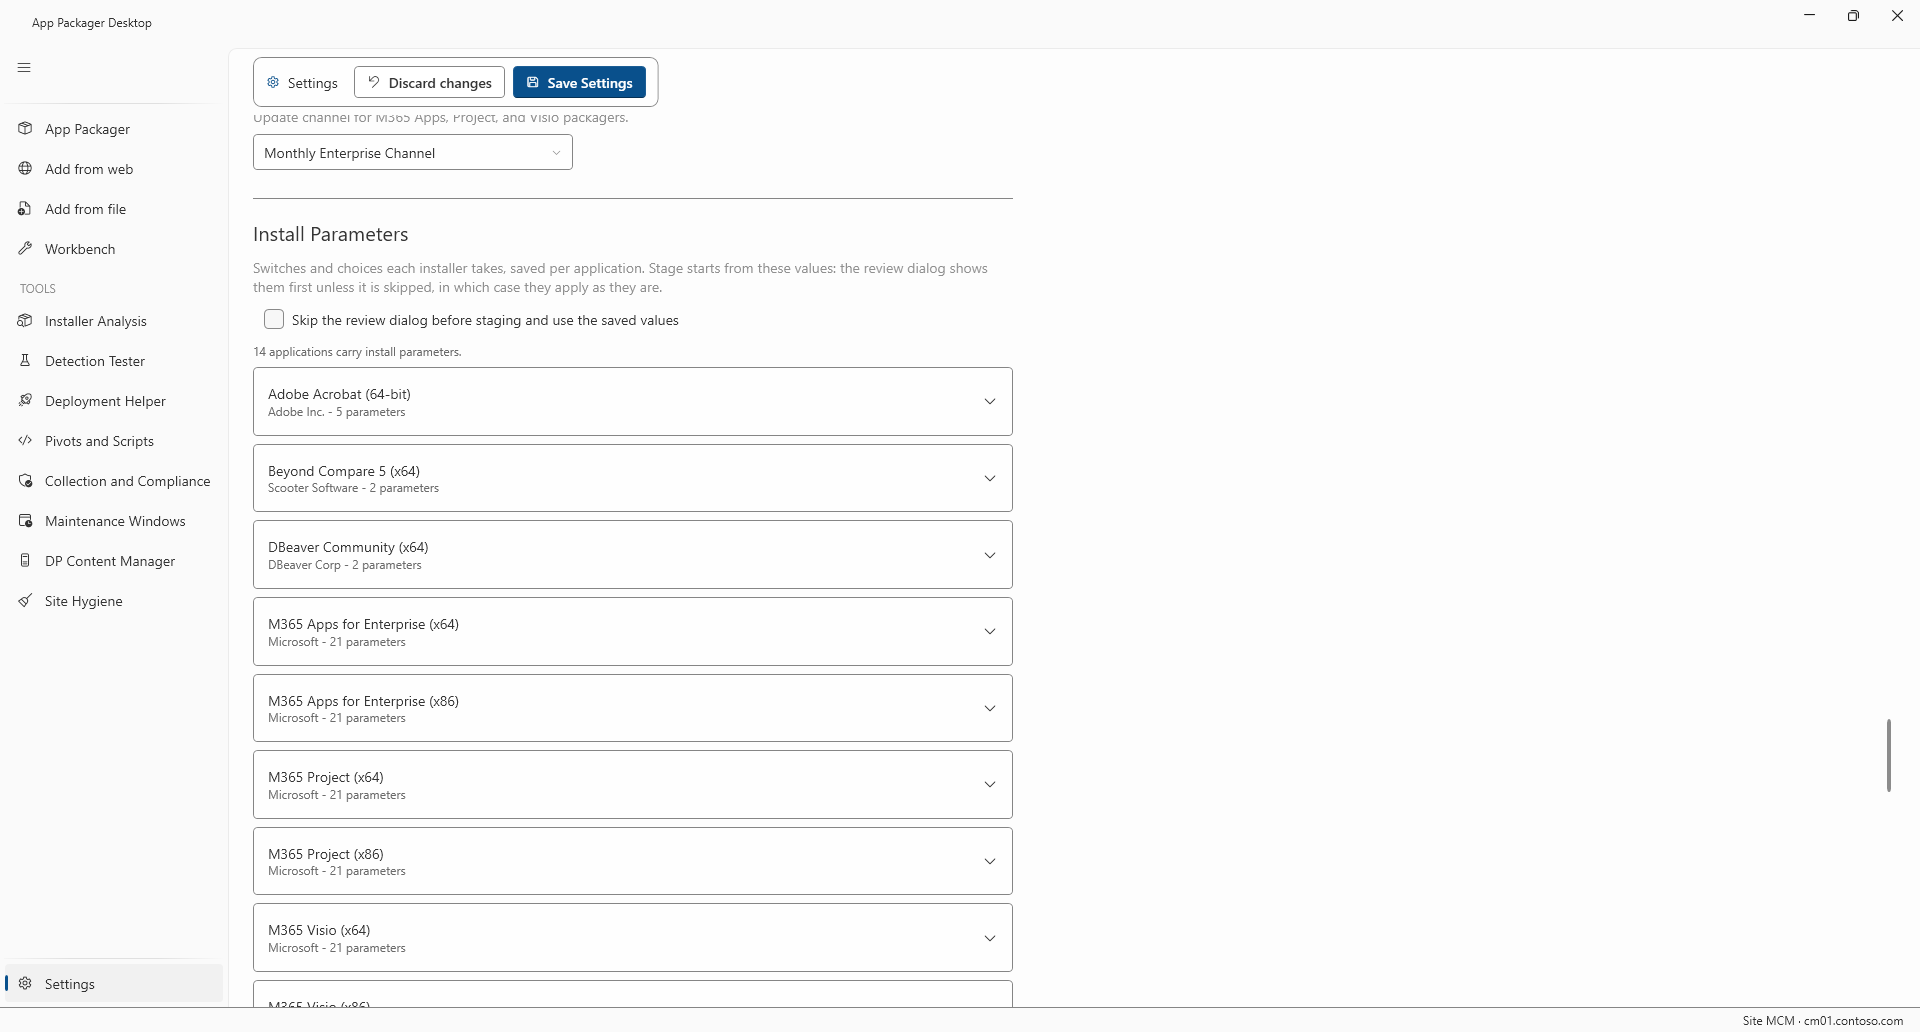 App Packager Desktop
App Packager
Add from web
Add from file
Workbench
TOOLS
Installer Analysis
Detection Tester
Deployment Helper
Pivots and Scripts
Collection and Compliance
Maintenance Windows
DP Content Manager
Site Hygiene
Settings
Settings
Discard changes
Save Settings
Update channel for M365 Apps, Project, and Visio packagers.
Monthly Enterprise Channel
Install Parameters
Switches and choices each installer takes, saved per application. Stage starts from these values: the review dialog shows
them first unless it is skipped, in which case they apply as they are.
Skip the review dialog before staging and use the saved values
14 applications carry install parameters.
Adobe Acrobat (64-bit)
Adobe Inc. - 5 parameters
Beyond Compare 5 (x64)
Scooter Software - 2 parameters
DBeaver Community (x64)
DBeaver Corp - 2 parameters
M365 Apps for Enterprise (x64)
Microsoft - 21 parameters
M365 Apps for Enterprise (x86)
Microsoft - 21 parameters
M365 Project (x64)
Microsoft - 21 parameters
M365 Project (x86)
Microsoft - 21 parameters
M365 Visio (x64)
Microsoft - 21 parameters
M365 Visio (x86)
Site MCM · cm01.contoso.com